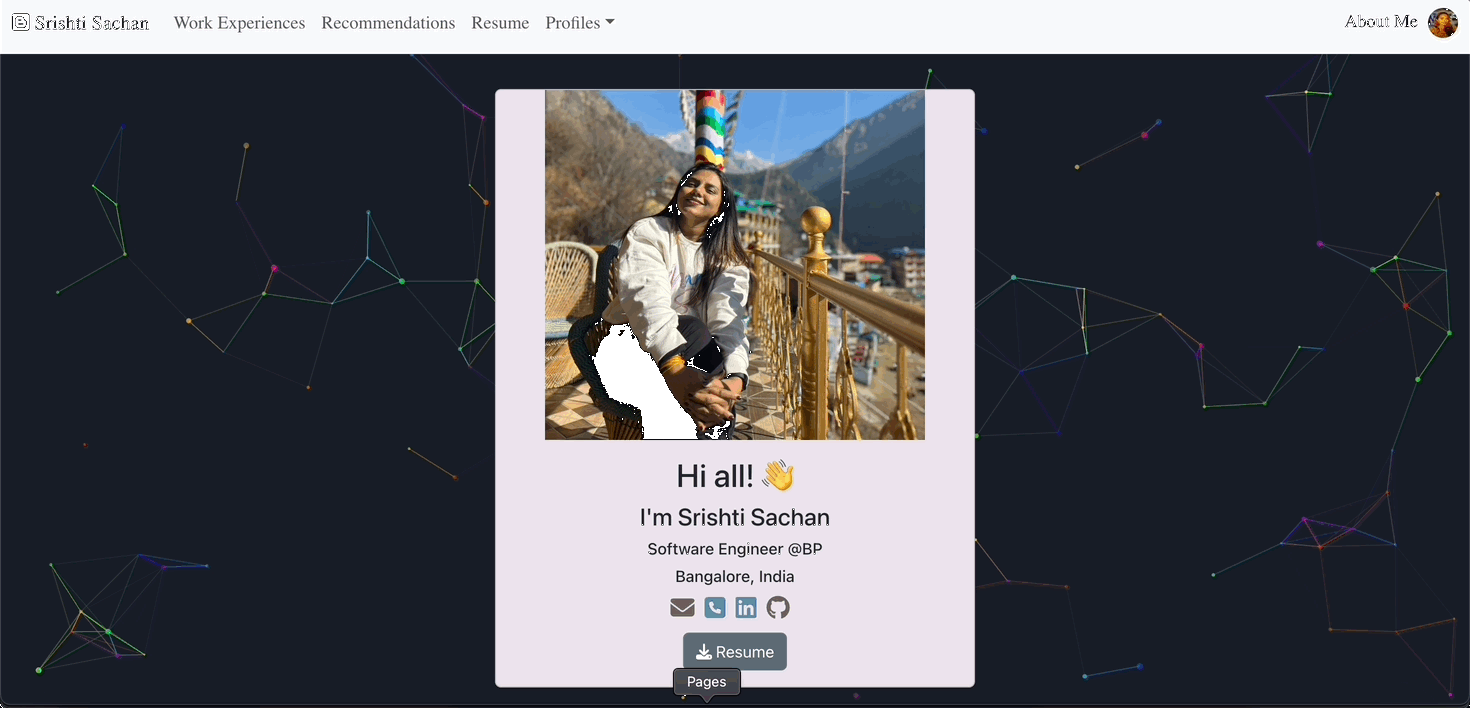 Srishti Sachan Work Experiences Recommendations Resume Profiles About Me
Hi all! 👋
I'm Srishti Sachan
Software Engineer @BP
Bangalore, India
Resume
Pages